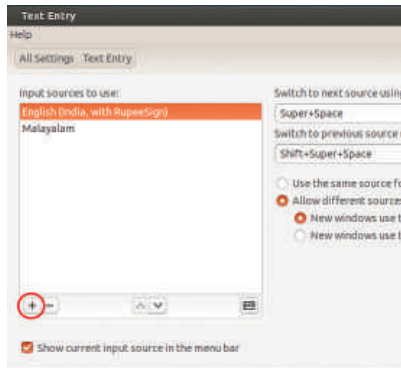 Text Entry
Help
All Settings Text Entry
Input sources to use:
English (India, with RupeeSign)
Malayalam
+ -
Show current input source in the menu bar
Switch to next source using
Super+Space
Switch to previous source
Shift+Super+Space
Use the same source fo
Allow different sources
New windows use t
New windows use t